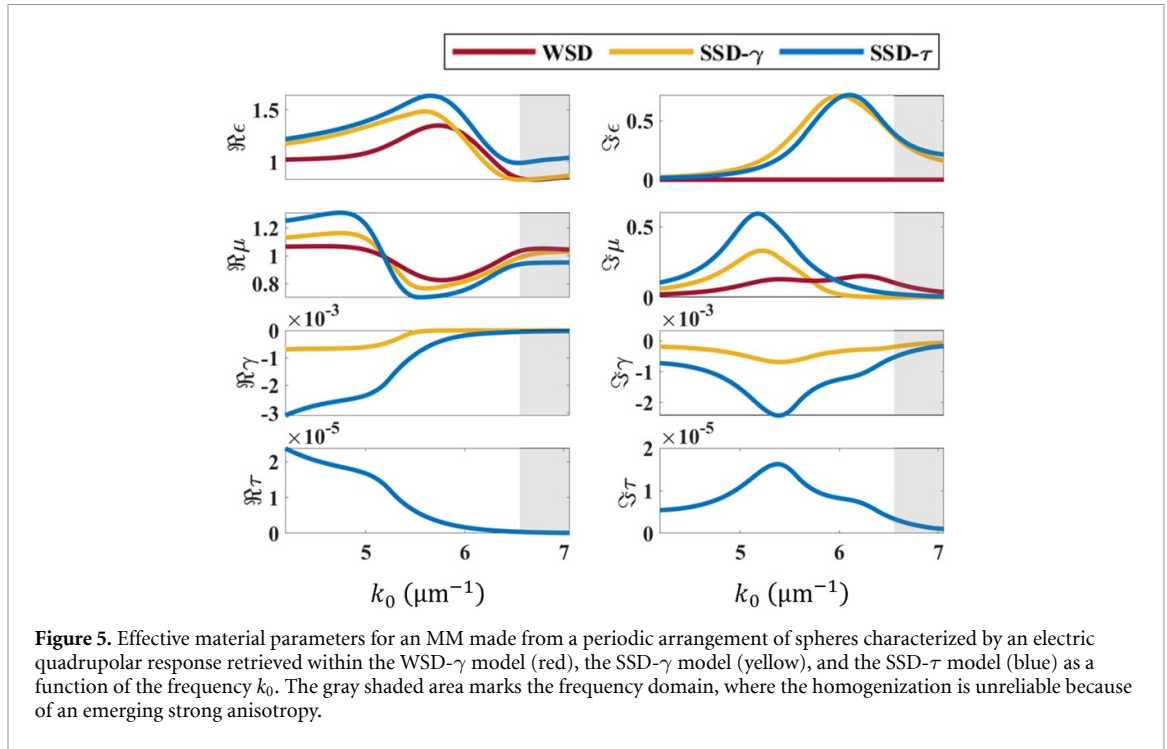 WSD SSD-γ SSD-τ
1.5
1
ℜϵ
0.5
0
ℑϵ
1.2
1
0.8
ℜμ
0.5
0
ℑμ
×10⁻³
0
-1
-2
-3
ℜγ
×10⁻³
0
-1
-2
ℑγ
×10⁻⁵
2
1
0
ℜτ
5 6 7
k₀ (μm⁻¹)
×10⁻⁵
2
1
0
ℑτ
5 6 7
k₀ (μm⁻¹)
Figure 5. Effective material parameters for an MM made from a periodic arrangement of spheres characterized by an electric
quadrupolar response retrieved within the WSD-γ model (red), the SSD-γ model (yellow), and the SSD-τ model (blue) as a
function of the frequency k₀. The gray shaded area marks the frequency domain, where the homogenization is unreliable because
of an emerging strong anisotropy.